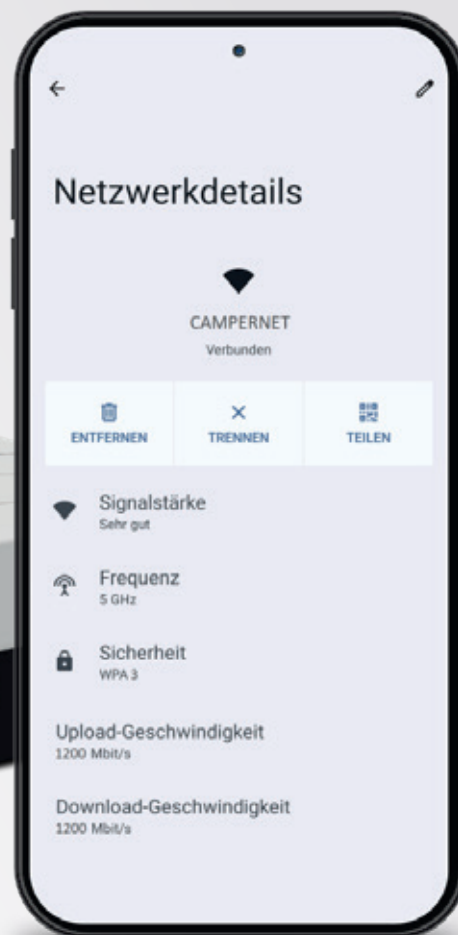 Netzwerkdetails
CAMPERNET
Verbunden
ENTFERNEN
TRENNEN
TEILEN
Signalstärke
Sehr gut
Frequenz
5 GHz
Sicherheit
WPA 3
Upload-Geschwindigkeit
1200 Mbit/s
Download-Geschwindigkeit
1200 Mbit/s